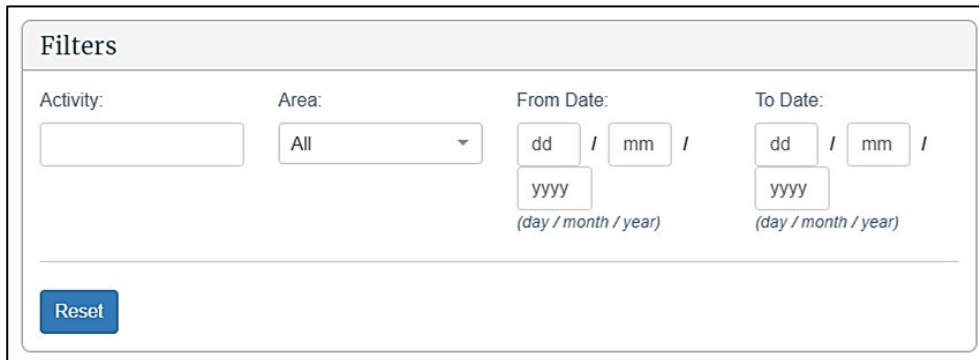 Filters
Activity: Area: From Date: To Date:
All dd / mm / dd / mm /
yyyy yyyy
(day / month / year) (day / month / year)
Reset